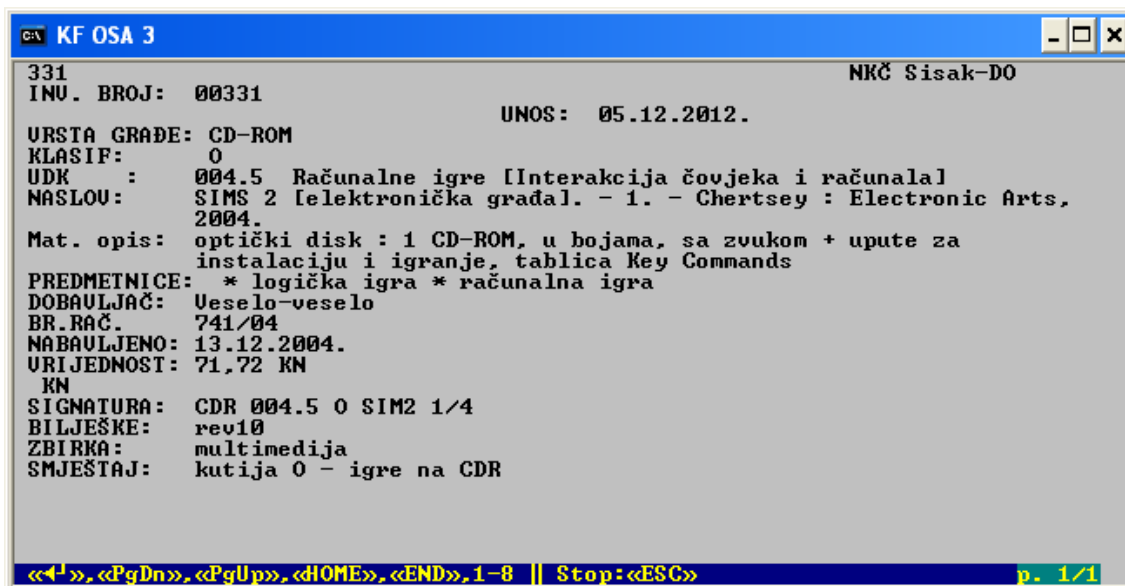 KF OSA 3
331 NKČ Sisak-DO
INV. BROJ: 00331
UNOS: 05.12.2012.
VRSTA GRAĐE: CD-ROM
KLASIF: O
UDK : 004.5 Računalne igre [Interakcija čovjeka i računala]
NASLOV: SIMS 2 [elektronička građa]. - 1. - Chertsey : Electronic Arts,
2004.
Mat. opis: optički disk : 1 CD-ROM, u bojama, sa zvukom + upute za
instalaciju i igranje, tablica Key Commands
PREDMETNICE: * logička igra * računalna igra
DOBAVLJAČ: Veselo-veselo
BR.RAČ. 741/04
NABAVLJENO: 13.12.2004.
VRIJEDNOST: 71,72 KN
KN
SIGNATURA: CDR 004.5 O SIM2 1/4
BILJEŠKE: rev10
ZBIRKA: multimedija
SMJEŠTAJ: kutija O - igre na CDR
«◄┘»,«PgDn»,«PgUp»,«HOME»,«END»,1-8 ║ Stop:«ESC» p. 1/1